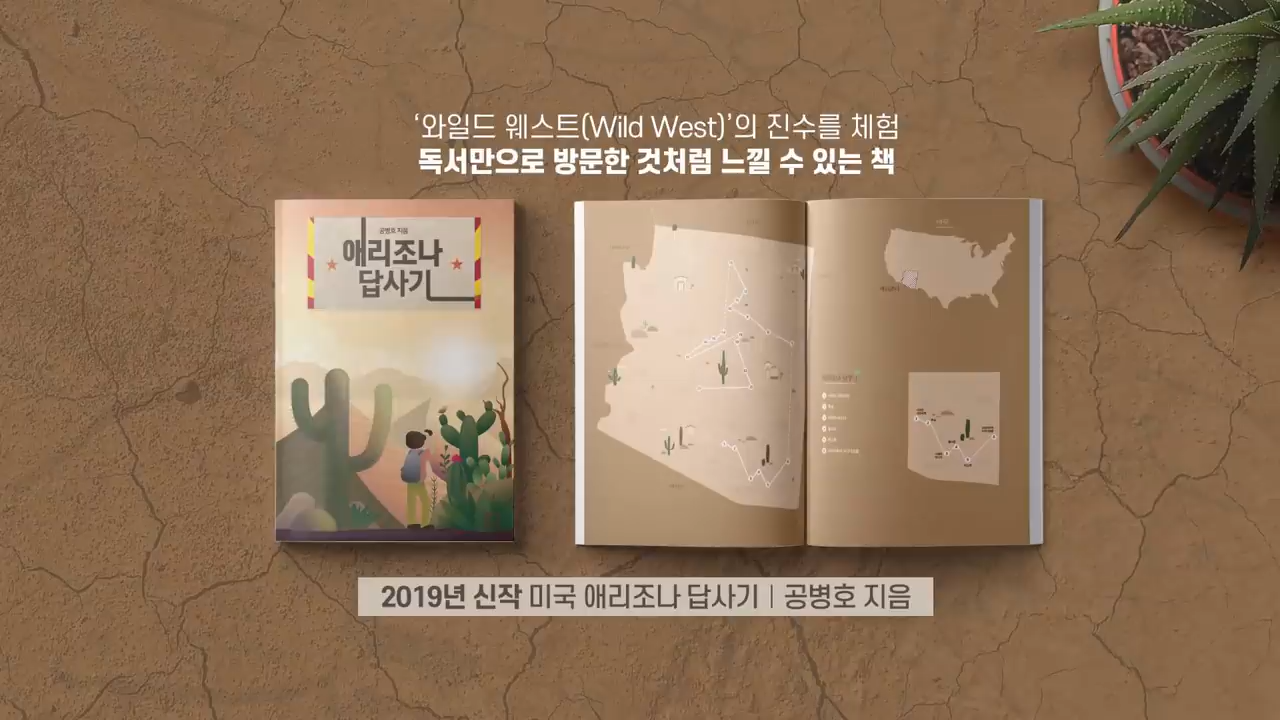 ‘와일드 웨스트(Wild West)’의 진수를 체험
독서만으로 방문한 것처럼 느낄 수 있는 책
공병호 지음
애리조나
답사기
2019년 신작 미국 애리조나 답사기 | 공병호 지음